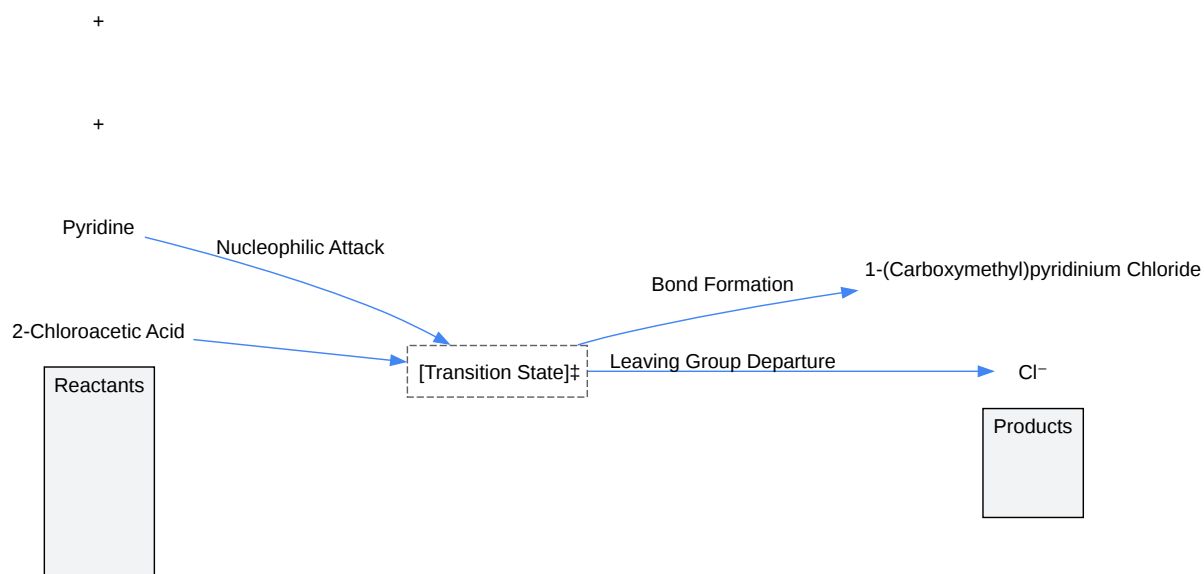 +
+
Pyridine
Nucleophilic Attack
1-(Carboxymethyl)pyridinium Chloride
Bond Formation
2-Chloroacetic Acid
Leaving Group Departure
[Transition State]‡
Cl⁻
Reactants
Products